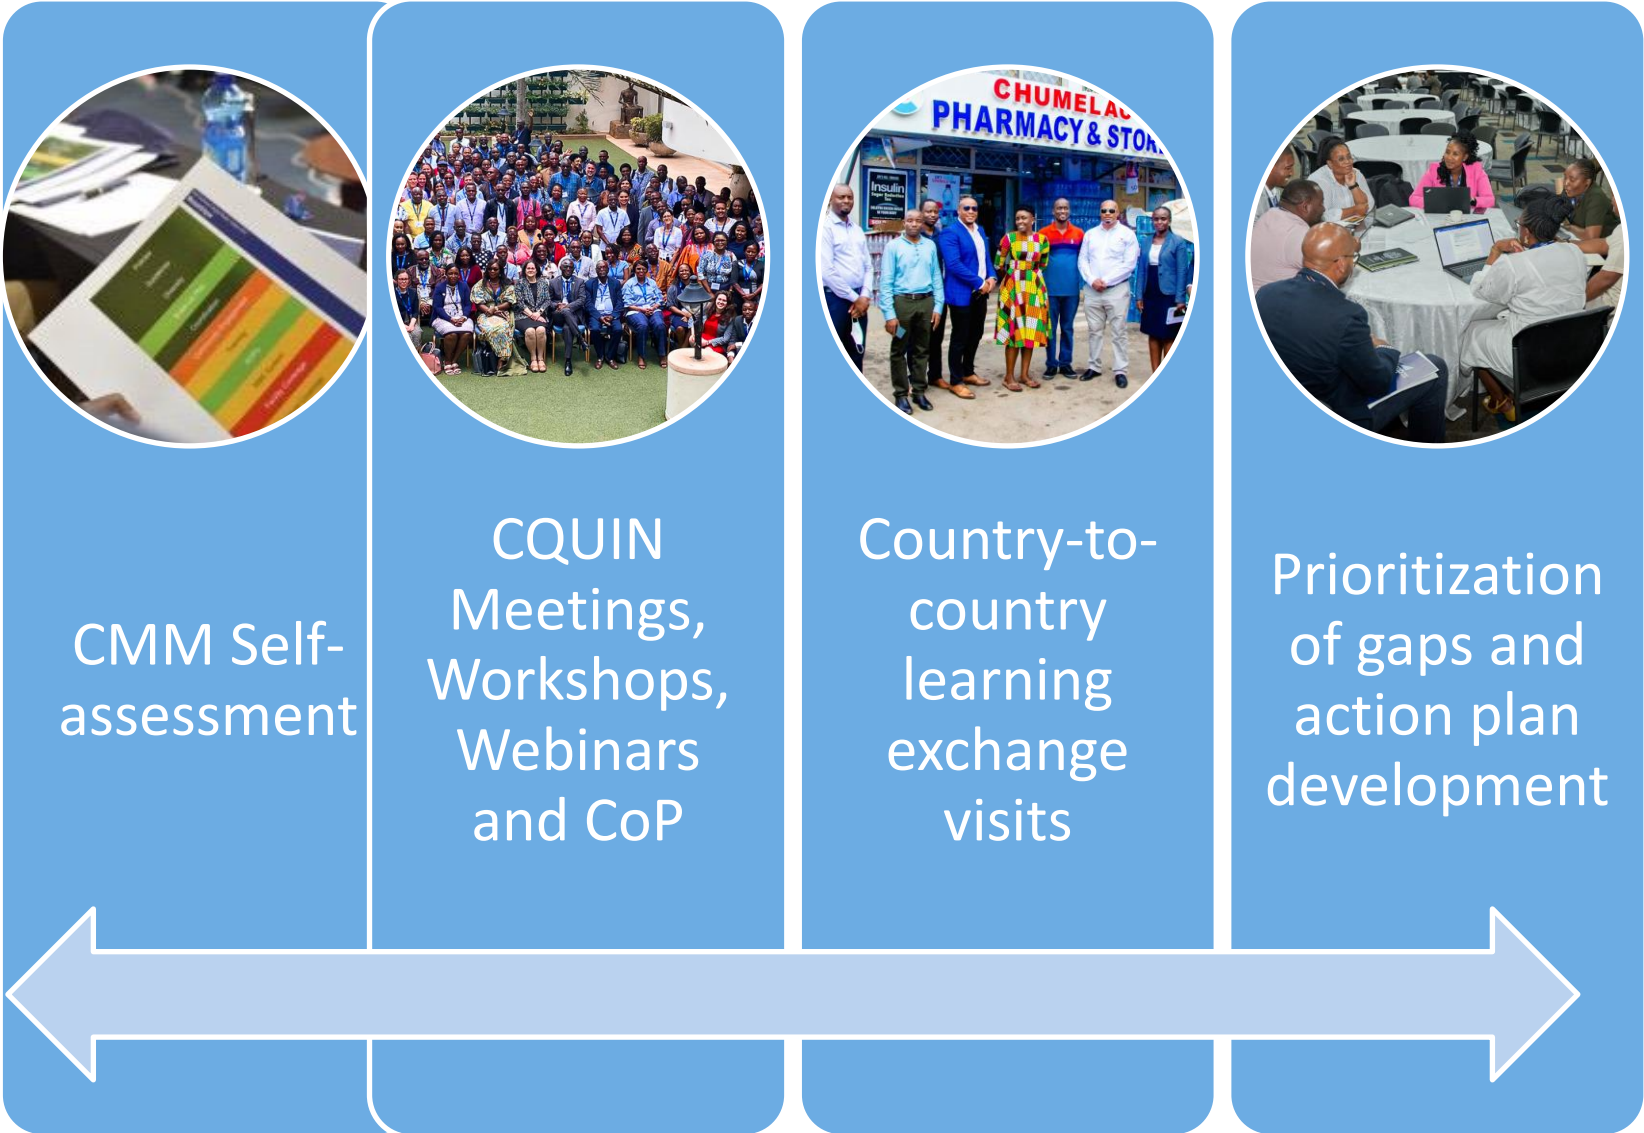 CHUMELA
PHARMACY & STOR
Insulin
CMM Self-
assessment
CQUIN
Meetings,
Workshops,
Webinars
and CoP
Country-to-
country
learning
exchange
visits
Prioritization
of gaps and
action plan
development